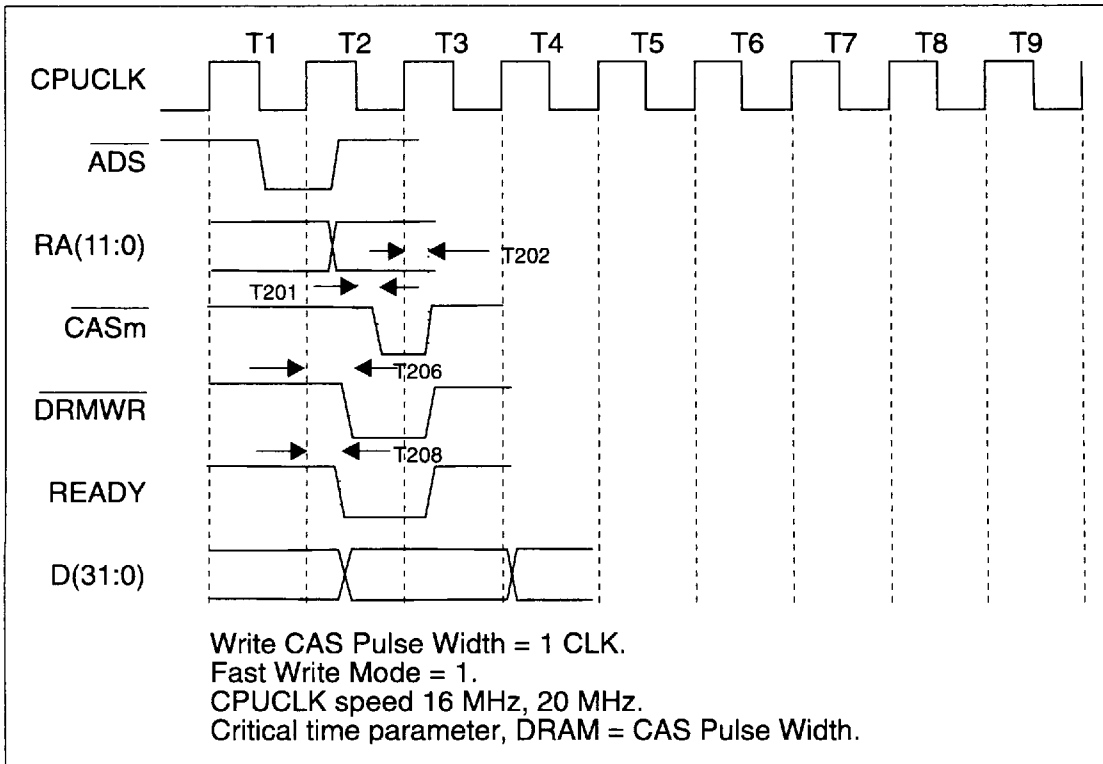 T1 T2 T3 T4 T5 T6 T7 T8 T9
CPUCLK
ADS
RA(11:0)
T202
T201
CASm
T206
DRMWR
T208
READY
D(31:0)
Write CAS Pulse Width = 1 CLK.
Fast Write Mode = 1.
CPUCLK speed 16 MHz, 20 MHz.
Critical time parameter, DRAM = CAS Pulse Width.